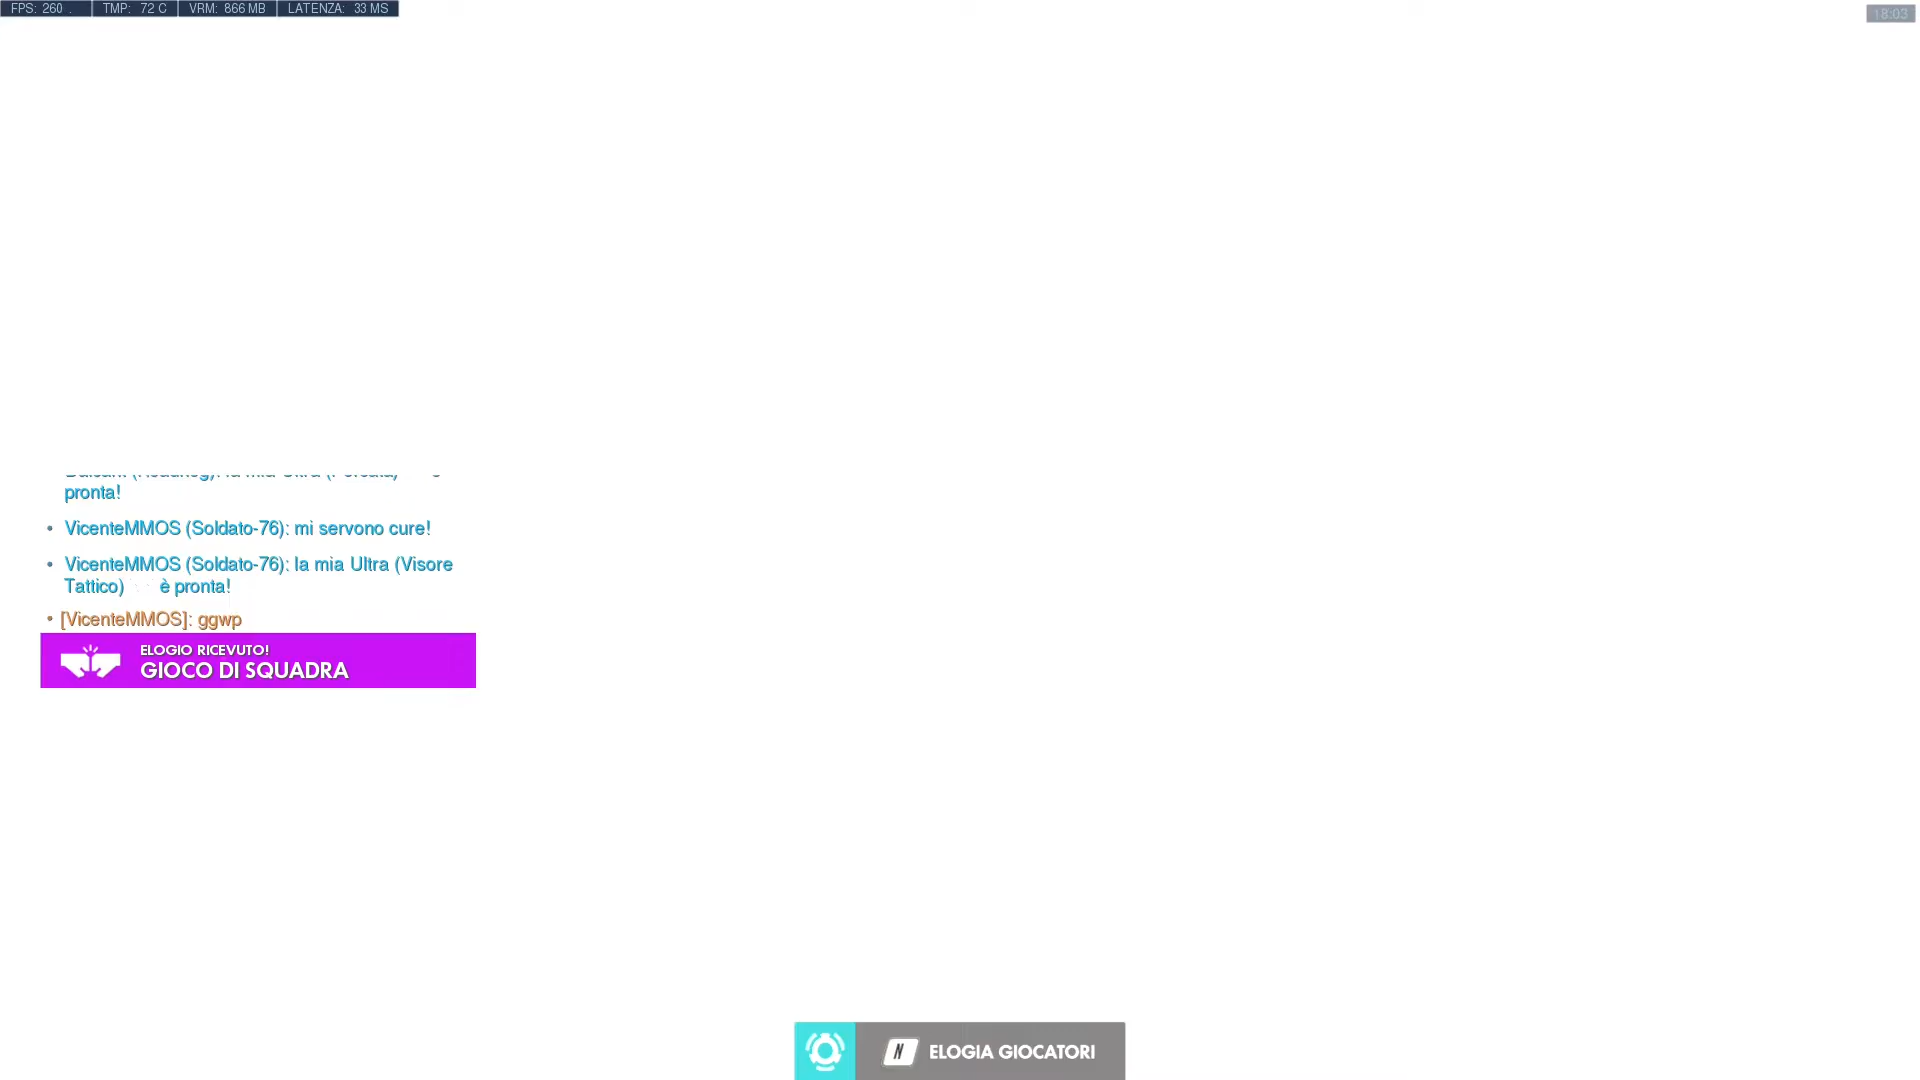 FPS: 260 . TMP: 72 C VRM: 866 MB LATENZA: 33 MS
18:03
pronta!
• VicenteMMOS (Soldato-76): mi servono cure!
• VicenteMMOS (Soldato-76): la mia Ultra (Visore
Tattico) è pronta!
• [VicenteMMOS]: ggwp
ELOGIO RICEVUTO!
GIOCO DI SQUADRA
N ELOGIA GIOCATORI